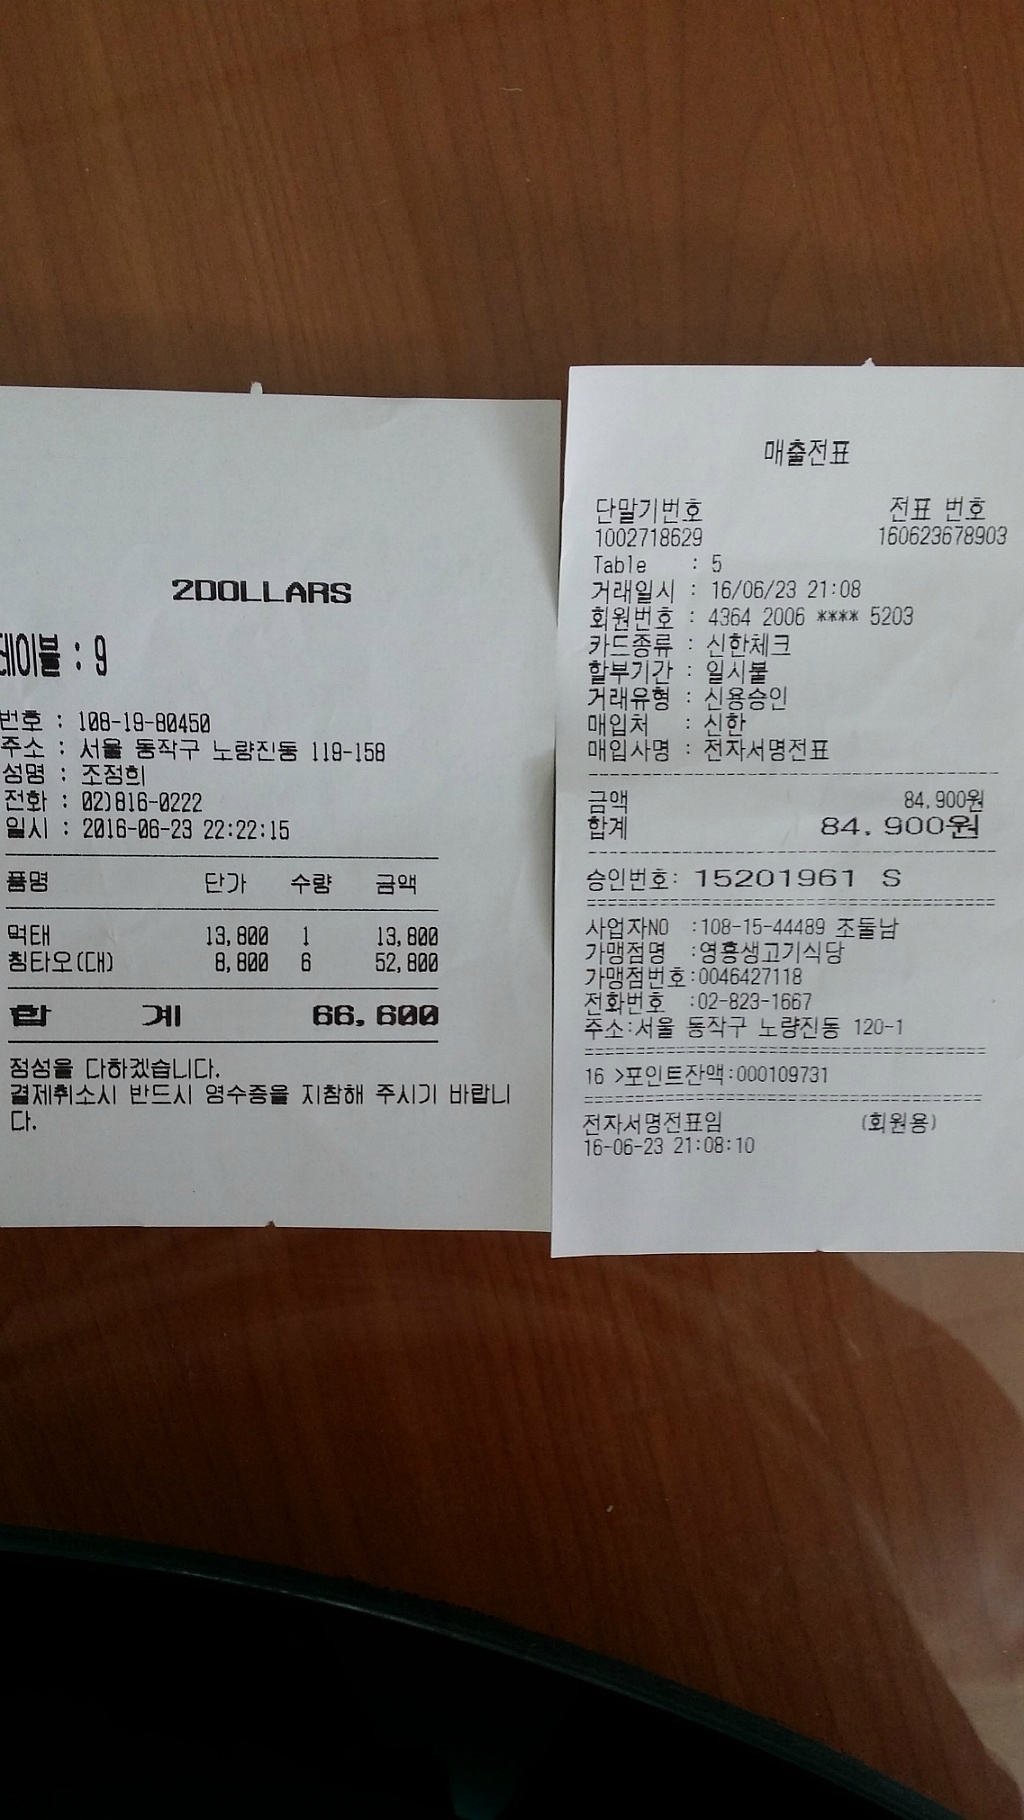 2DOLLARS
테이블 : 9
번호 : 108-19-80450
주소 : 서울 동작구 노량진동 119-158
성명 : 조정희
전화 : 02)816-0222
일시 : 2016-06-23 22:22:15
품명 단가 수량 금액
먹태 13,800 1 13,800
칭타오(대) 8,800 6 52,800
합 계 66,600
정성을 다하겠습니다.
결제취소시 반드시 영수증을 지참해 주시기 바랍니
다.
매출전표
단말기번호 전표 번호
1002718629 160623678903
Table : 5
거래일시 : 16/06/23 21:08
회원번호 : 4364 2006 **** 5203
카드종류 : 신한체크
할부기간 : 일시불
거래유형 : 신용승인
매입처 : 신한
매입사명 : 전자서명전표
금액 84,900원
합계 84,900원
승인번호: 15201961 S
사업자NO :108-15-44489 조둘남
가맹점명 :영흥생고기식당
가맹점번호:0046427118
전화번호 :02-823-1667
주소:서울 동작구 노량진동 120-1
16 >포인트잔액:000109731
전자서명전표임 (회원용)
16-06-23 21:08:10